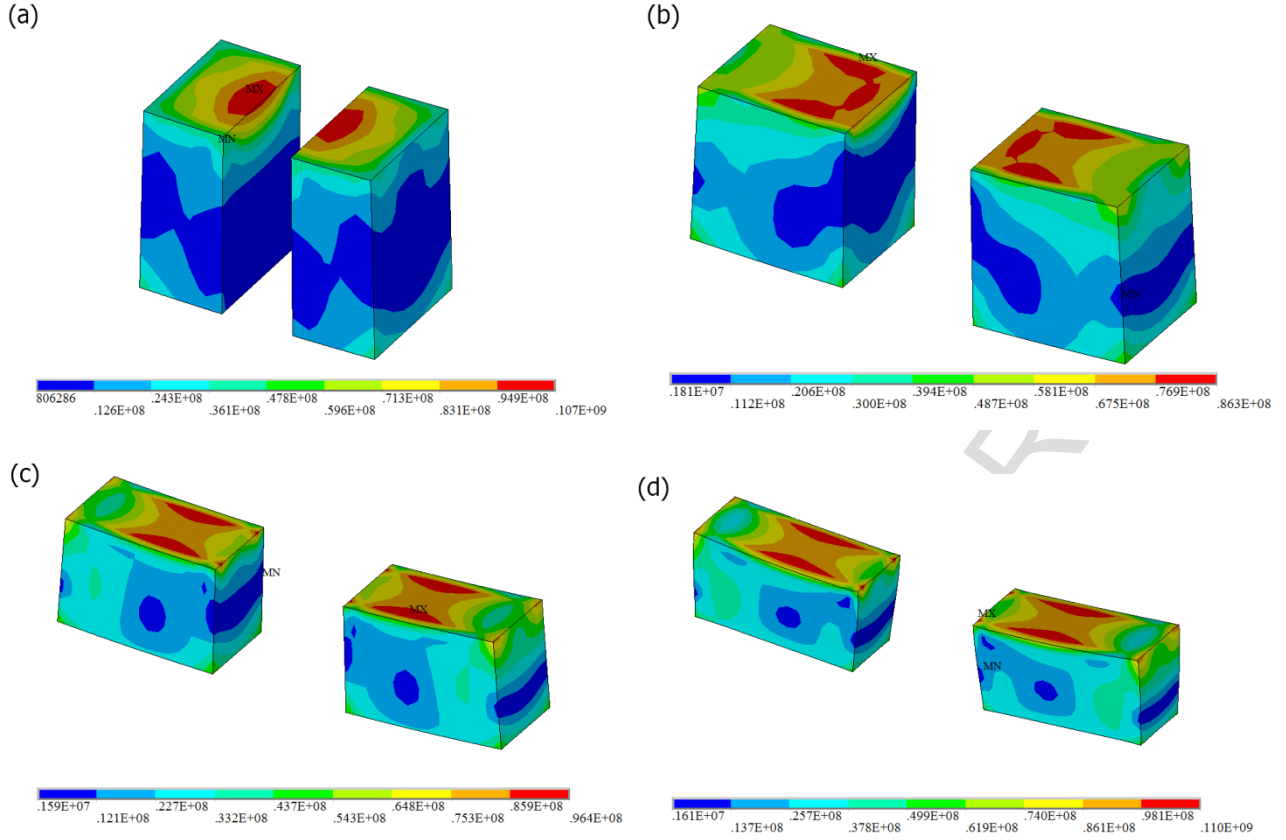 (a)
(b)
MX
MN
MX
MN
806286 .243E+08 .478E+08 .713E+08 .949E+08
.126E+08 .361E+08 .596E+08 .831E+08 .107E+09
.181E+07 .206E+08 .394E+08 .581E+08 .769E+08
.112E+08 .300E+08 .487E+08 .675E+08 .863E+08
(c)
(d)
MN
MX
MX
MN
.159E+07 .227E+08 .437E+08 .648E+08 .859E+08
.121E+08 .332E+08 .543E+08 .753E+08 .964E+08
.161E+07 .257E+08 .499E+08 .740E+08 .981E+08
.137E+08 .378E+08 .619E+08 .861E+08 .110E+09